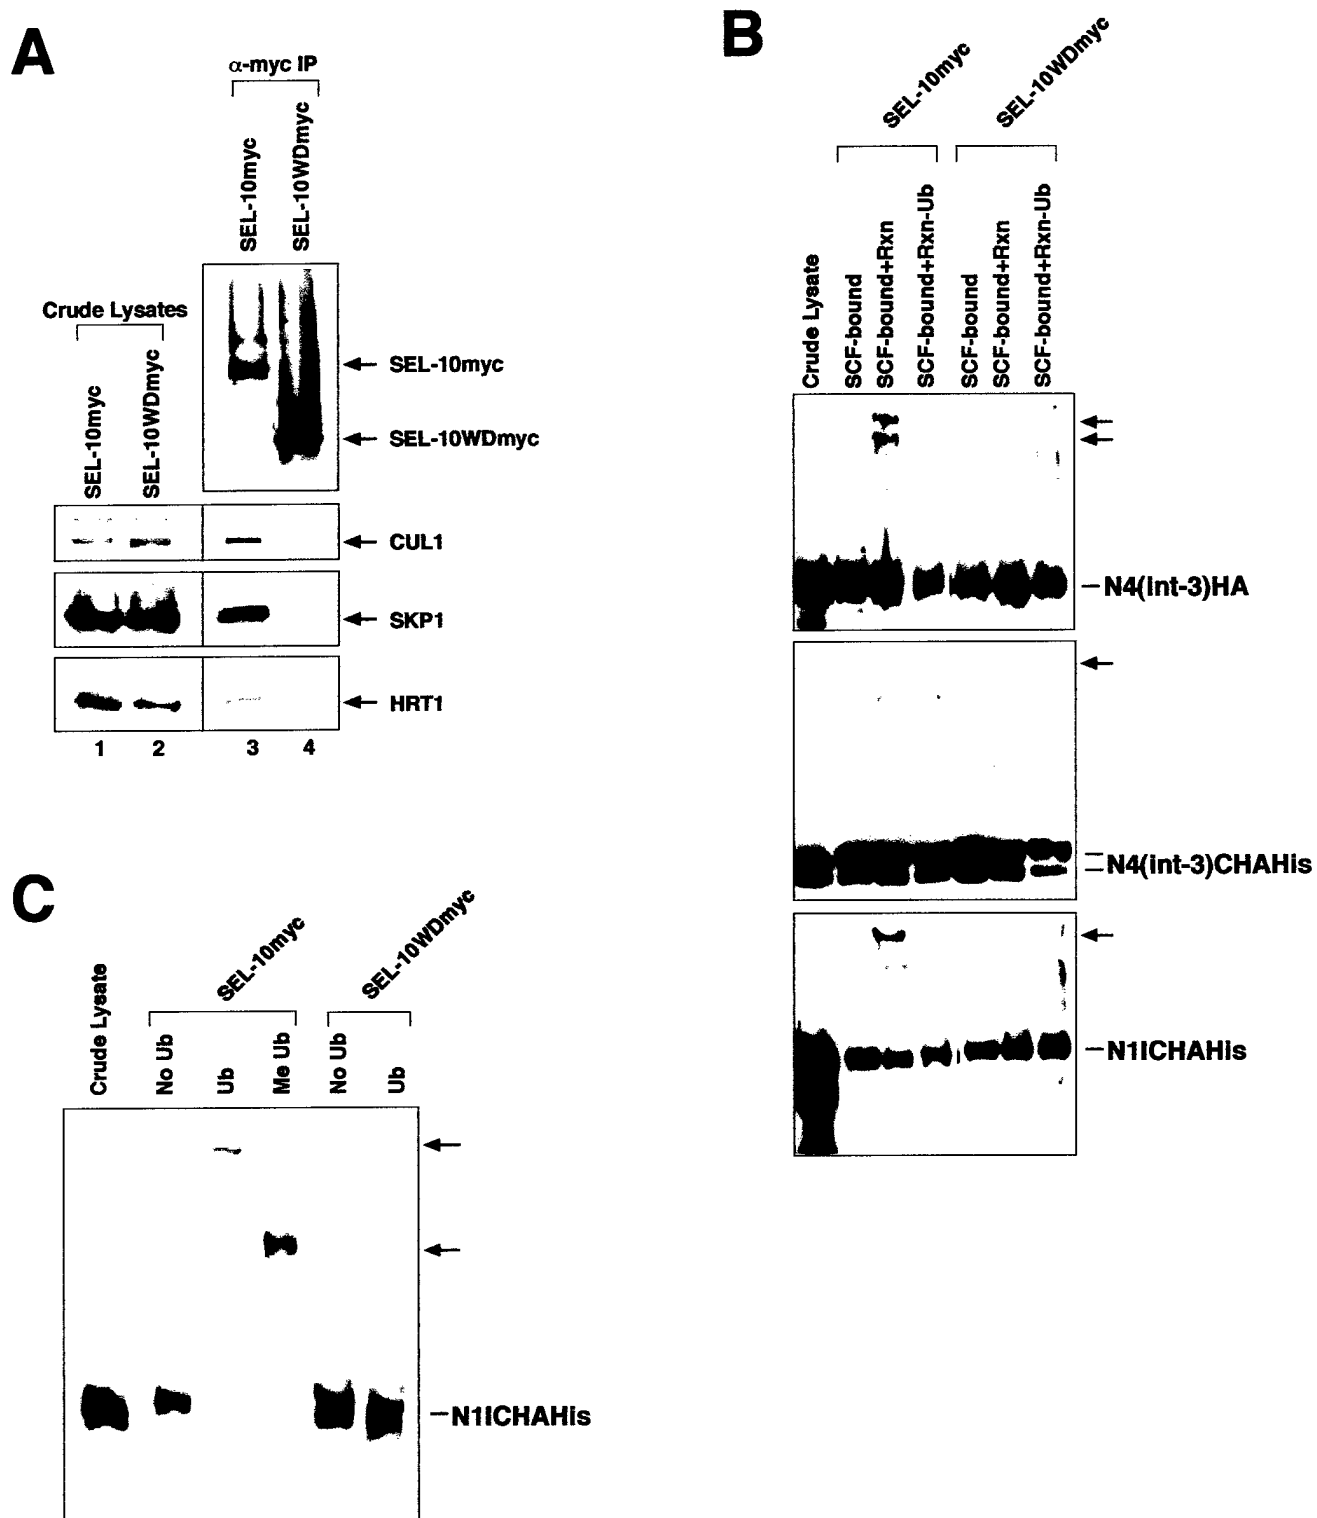 A
α-myc IP
SEL-10myc
SEL-10WDmyc
Crude Lysates
SEL-10myc
SEL-10WDmyc
SEL-10myc
SEL-10WDmyc
CUL1
SKP1
HRT1
1 2 3 4
B
SEL-10myc
SEL-10WDmyc
Crude Lysate
SCF-bound
SCF-bound+Rxn
SCF-bound+Rxn-Ub
SCF-bound
SCF-bound+Rxn
SCF-bound+Rxn-Ub
N4(int-3)HA
N4(int-3)CHAHis
N1ICHAHis
C
SEL-10myc
SEL-10WDmyc
Crude Lysate
No Ub
Ub
Me Ub
No Ub
Ub
N1ICHAHis